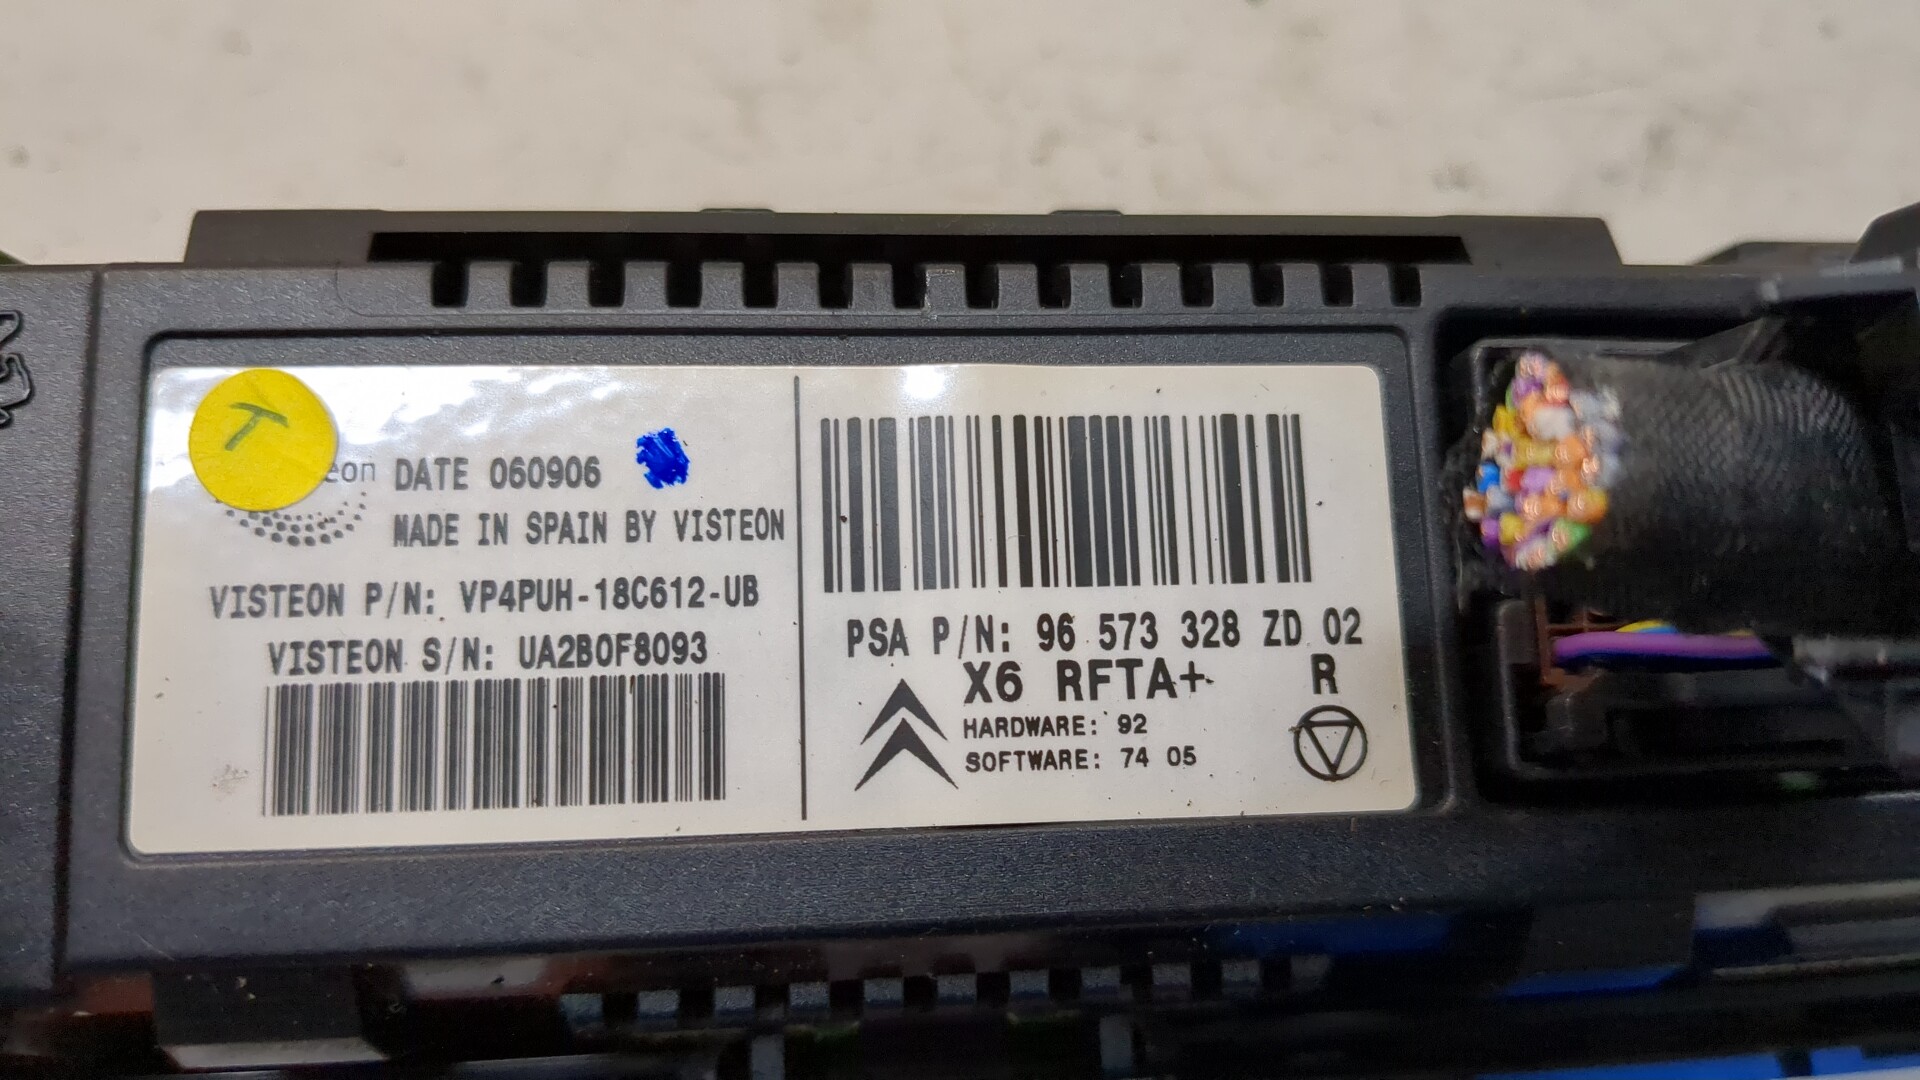 T
eon DATE 060906
MADE IN SPAIN BY VISTEON
VISTEON P/N: VP4PUH-18C612-UB
VISTEON S/N: UA2B0F8093
PSA P/N: 96 573 328 ZD 02
X6 RFTA+ R
HARDWARE: 92
SOFTWARE: 74 05